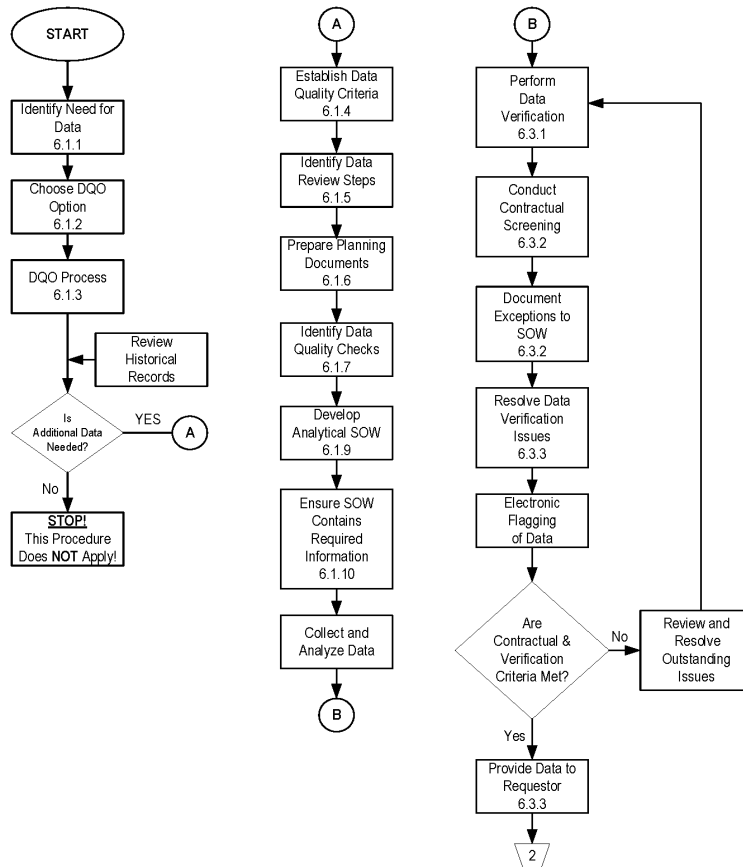 START
Identify Need for
Data
6.1.1
Choose DQO
Option
6.1.2
DQO Process
6.1.3
Review
Historical
Records
Is
Additional Data
Needed?
YES
A
No
STOP!
This Procedure
Does NOT Apply!
A
Establish Data
Quality Criteria
6.1.4
Identify Data
Review Steps
6.1.5
Prepare Planning
Documents
6.1.6
Identify Data
Quality Checks
6.1.7
Develop
Analytical SOW
6.1.9
Ensure SOW
Contains
Required
Information
6.1.10
Collect and
Analyze Data
B
B
Perform
Data
Verification
6.3.1
Conduct
Contractual
Screening
6.3.2
Document
Exceptions to
SOW
6.3.2
Resolve Data
Verification
Issues
6.3.3
Electronic
Flagging
of Data
Are
Contractual &
Verification
Criteria Met?
No
Review and
Resolve
Outstanding
Issues
Yes
Provide Data to
Requestor
6.3.3
2